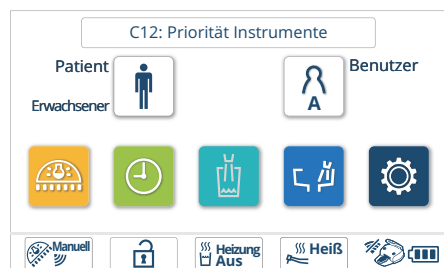 C12: Priorität Instrumente
Patient
Benutzer
Erwachsener
A
Manuell
Heizung
Aus
Heiß